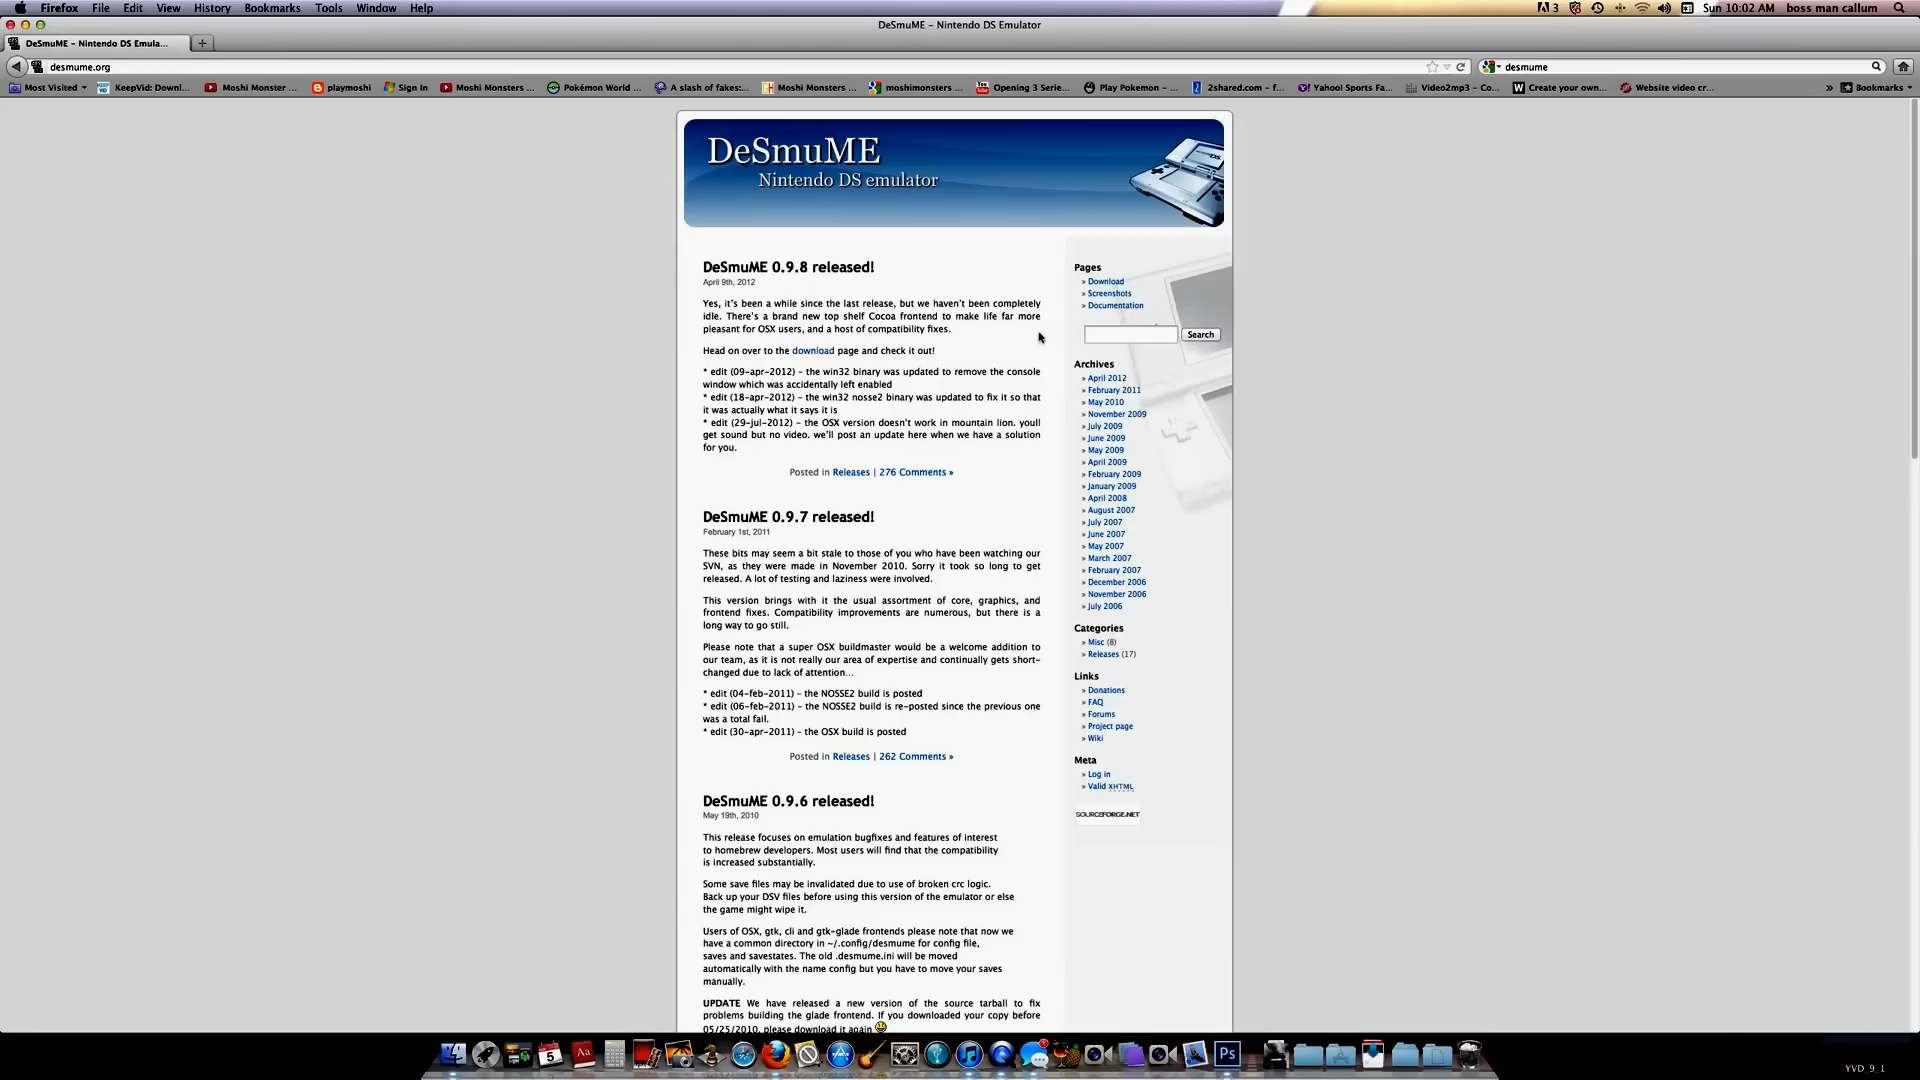 Firefox File Edit View History Bookmarks Tools Window Help
3 Sun 10:02 AM boss man callum
DeSmuME – Nintendo DS Emulator
DeSmuME – Nintendo DS Emula...
desmume.org
desmume
Most Visited KeepVid: Downl... Moshi Monster ... playmoshi Sign In Moshi Monsters ... Pokémon World ... A slash of fakes:... Moshi Monsters ... moshimonsters ... Opening 3 Serie... Play Pokemon – ... 2shared.com – f... Yahoo! Sports Fa... Video2mp3 – Co... Create your own... Website video cr... » Bookmarks
DeSmuME
Nintendo DS emulator
DeSmuME 0.9.8 released!
April 9th, 2012
Yes, it's been a while since the last release, but we haven't been completely
idle. There's a brand new top shelf Cocoa frontend to make life far more
pleasant for OSX users, and a host of compatibility fixes.
Head on over to the download page and check it out!
* edit (09-apr-2012) – the win32 binary was updated to remove the console
window which was accidentally left enabled
* edit (18-apr-2012) – the win32 nosse2 binary was updated to fix it so that
it was actually what it says it is
* edit (29-jul-2012) – the OSX version doesn't work in mountain lion. youll
get sound but no video. we'll post an update here when we have a solution
for you.
Posted in Releases | 276 Comments »
DeSmuME 0.9.7 released!
February 1st, 2011
These bits may seem a bit stale to those of you who have been watching our
SVN, as they were made in November 2010. Sorry it took so long to get
released. A lot of testing and laziness were involved.
This version brings with it the usual assortment of core, graphics, and
frontend fixes. Compatibility improvements are numerous, but there is a
long way to go still.
Please note that a super OSX buildmaster would be a welcome addition to
our team, as it is not really our area of expertise and continually gets short-
changed due to lack of attention...
* edit (04-feb-2011) – the NOSSE2 build is posted
* edit (06-feb-2011) – the NOSSE2 build is re-posted since the previous one
was a total fail.
* edit (30-apr-2011) – the OSX build is posted
Posted in Releases | 262 Comments »
DeSmuME 0.9.6 released!
May 19th, 2010
This release focuses on emulation bugfixes and features of interest
to homebrew developers. Most users will find that the compatibility
is increased substantially.
Some save files may be invalidated due to use of broken crc logic.
Back up your DSV files before using this version of the emulator or else
the game might wipe it.
Users of OSX, gtk, cli and gtk-glade frontends please note that now we
have a common directory in ~/.config/desmume for config file,
saves and savestates. The old .desmume.ini will be moved
automatically with the name config but you have to move your saves
manually.
UPDATE We have released a new version of the source tarball to fix
problems building the glade frontend. If you downloaded your copy before
05/25/2010, please download it again
Pages
» Download
» Screenshots
» Documentation
Search
Archives
» April 2012
» February 2011
» May 2010
» November 2009
» July 2009
» June 2009
» May 2009
» April 2009
» February 2009
» January 2009
» April 2008
» August 2007
» July 2007
» June 2007
» May 2007
» March 2007
» February 2007
» December 2006
» November 2006
» July 2006
Categories
» Misc (8)
» Releases (17)
Links
» Donations
» FAQ
» Forums
» Project page
» Wiki
Meta
» Log in
» Valid XHTML
SOURCEFORGE.NET
5
Aa
Ps
YVD_9_1